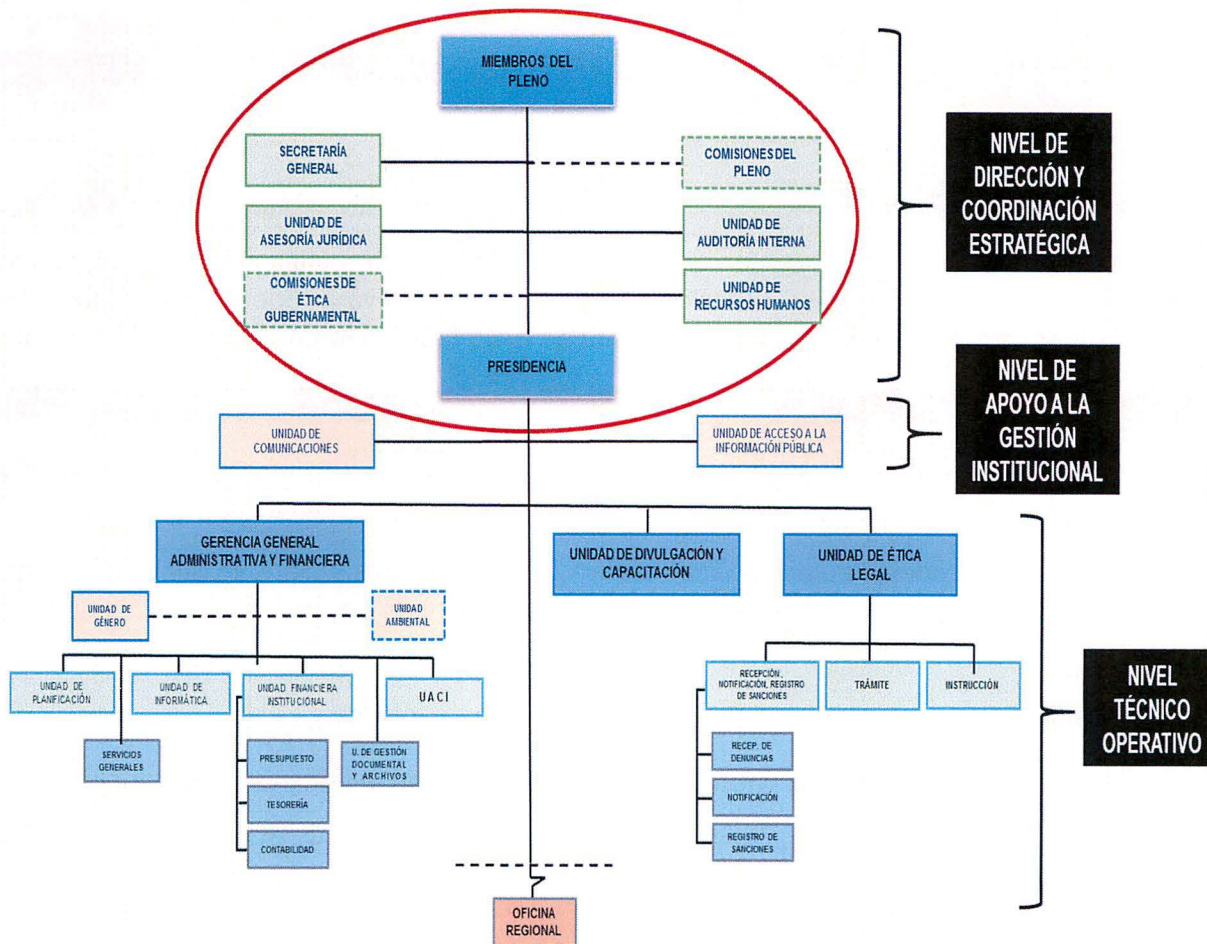 MIEMBROS DEL
PLENO
SECRETARÍA
GENERAL
COMISIONES DEL
PLENO
UNIDAD DE
ASESORÍA JURÍDICA
UNIDAD DE
AUDITORÍA INTERNA
COMISIONES DE
ÉTICA
GUBERNAMENTAL
UNIDAD DE
RECURSOS HUMANOS
PRESIDENCIA
NIVEL DE
DIRECCIÓN Y
COORDINACIÓN
ESTRATÉGICA
UNIDAD DE
COMUNICACIONES
UNIDAD DE ACCESO A LA
INFORMACIÓN PÚBLICA
NIVEL DE
APOYO A LA
GESTIÓN
INSTITUCIONAL
GERENCIA GENERAL
ADMINISTRATIVA Y FINANCIERA
UNIDAD DE DIVULGACIÓN Y
CAPACITACIÓN
UNIDAD DE ÉTICA
LEGAL
UNIDAD DE
GÉNERO
UNIDAD
AMBIENTAL
UNIDAD DE
PLANIFICACIÓN
UNIDAD DE
INFORMÁTICA
UNIDAD FINANCIERA
INSTITUCIONAL
UACI
RECEPCIÓN,
NOTIFICACIÓN, REGISTRO
DE SANCIONES
TRÁMITE
INSTRUCCIÓN
SERVICIOS
GENERALES
PRESUPUESTO
TESORERÍA
CONTABILIDAD
U. DE GESTIÓN
DOCUMENTAL
Y ARCHIVOS
RECEP. DE
DENUNCIAS
NOTIFICACIÓN
REGISTRO DE
SANCIONES
NIVEL
TÉCNICO
OPERATIVO
OFICINA
REGIONAL